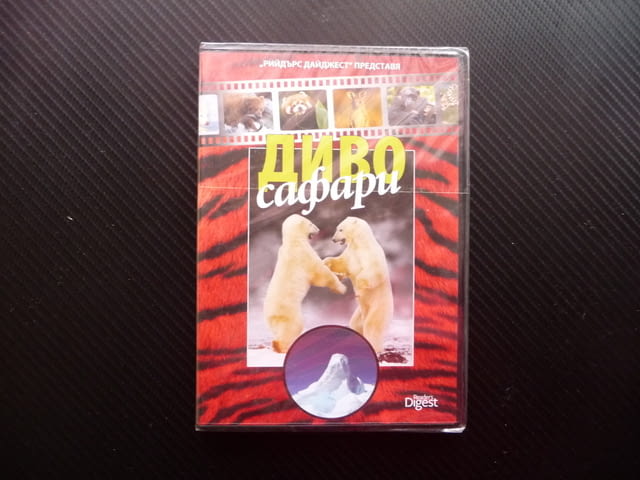 „РИЙДЪРС ДАЙДЖЕСТ“ ПРЕДСТАВЯ
ДИВО
сафари
Reader's
Digest